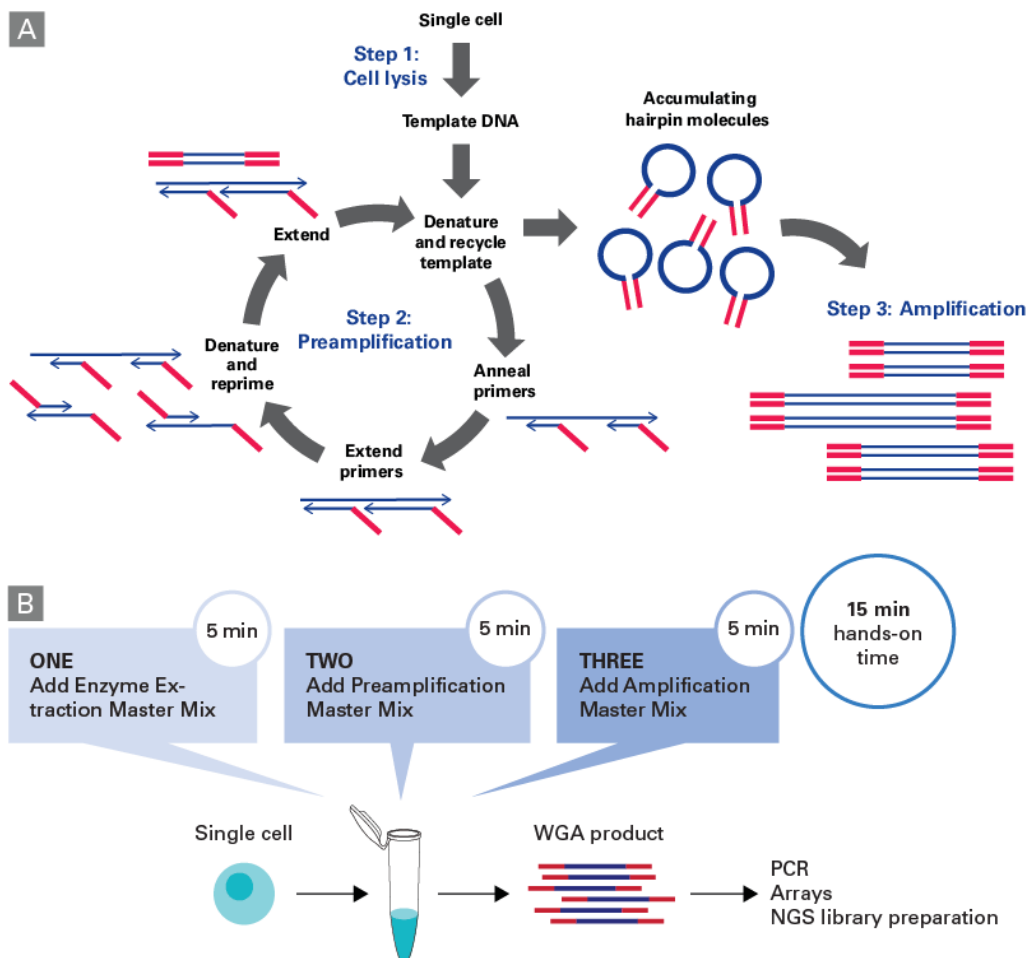 A
Single cell
Step 1:
Cell lysis
Template DNA
Accumulating
hairpin molecules
Extend
Denature
and recycle
template
Step 2:
Preamplification
Step 3: Amplification
Denature
and
reprime
Anneal
primers
Extend
primers
B
5 min
5 min
5 min
15 min
hands-on
time
ONE
Add Enzyme Ex-
traction Master Mix
TWO
Add Preamplification
Master Mix
THREE
Add Amplification
Master Mix
Single cell
WGA product
PCR
Arrays
NGS library preparation